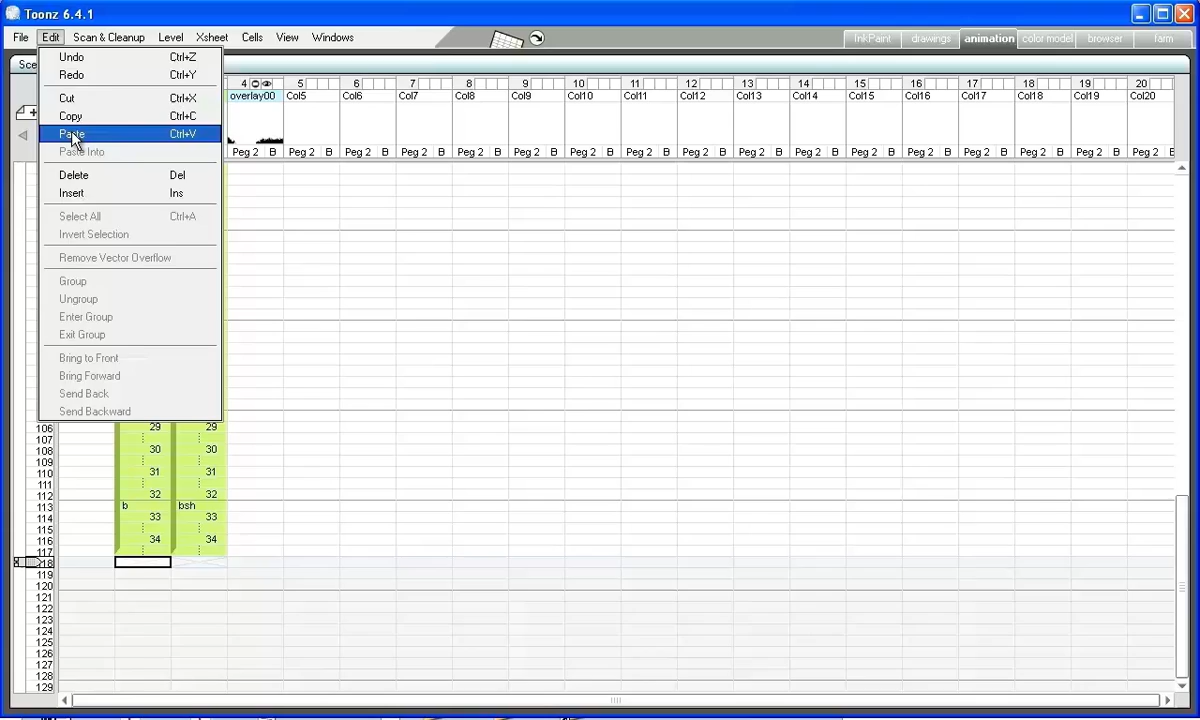 Toonz 6.4.1
File Edit Scan & Cleanup Level Xsheet Cells View Windows
InkPaint drawings animation color model browser farm
Sce
Undo Ctrl+Z
Redo Ctrl+Y
Cut Ctrl+X
Copy Ctrl+C
Paste Ctrl+V
Paste Into
Delete Del
Insert Ins
Select All Ctrl+A
Invert Selection
Remove Vector Overflow
Group
Ungroup
Enter Group
Exit Group
Bring to Front
Bring Forward
Send Back
Send Backward
4 5 6 7 8 9 10 11 12 13 14 15 16 17 18 19 20
overlay00 Col5 Col6 Col7 Col8 Col9 Col10 Col11 Col12 Col13 Col14 Col15 Col16 Col17 Col18 Col19 Col20
Peg 2 B Peg 2 B Peg 2 B Peg 2 B Peg 2 B Peg 2 B Peg 2 B Peg 2 B Peg 2 B Peg 2 B Peg 2 B Peg 2 B Peg 2 B Peg 2 B Peg 2 B Peg 2 B Peg 2 B
106 29 29
107
108 30 30
109
110 31 31
111
112 32 32
113 b bsh
114 33 33
115
116 34 34
117
118
119
120
121
122
123
124
125
126
127
128
129